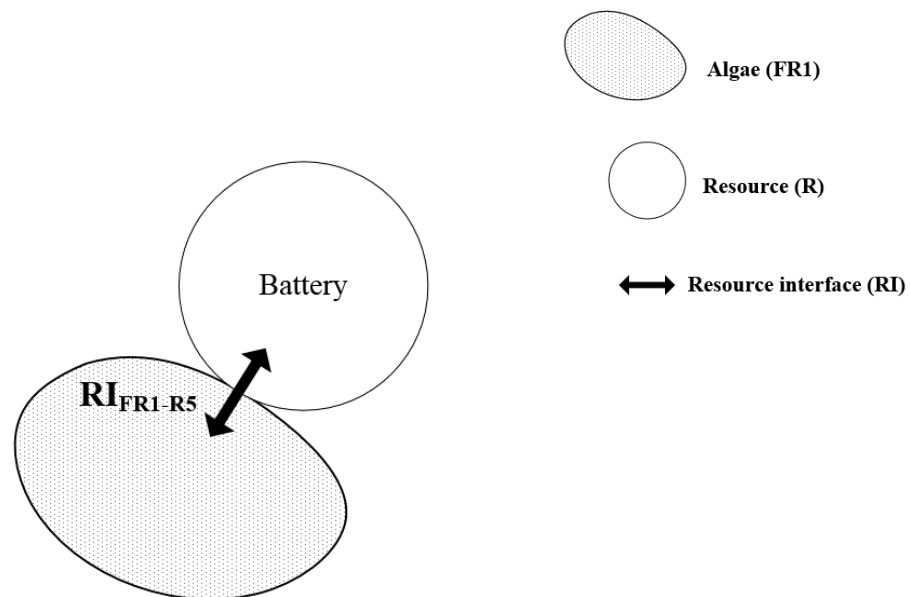 Algae (FR1)
Resource (R)
Battery
Resource interface (RI)
RIFR1-R5